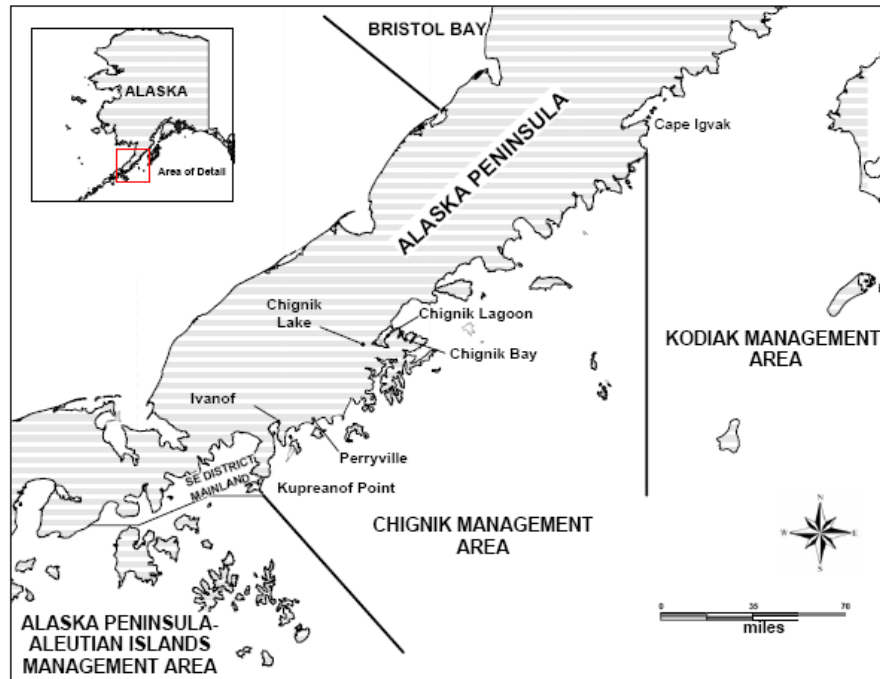 BRISTOL BAY
ALASKA
Area of Detail
ALASKA PENINSULA
Cape Igvak
Chignik
Lake
Chignik Lagoon
Chignik Bay
KODIAK MANAGEMENT
AREA
Ivanof
Perryville
SE DISTRICT
MAINLAND
Kupreanof Point
CHIGNIK MANAGEMENT
AREA
N
W
E
S
ALASKA PENINSULA-
ALEUTIAN ISLANDS
MANAGEMENT AREA
0 35 70
miles